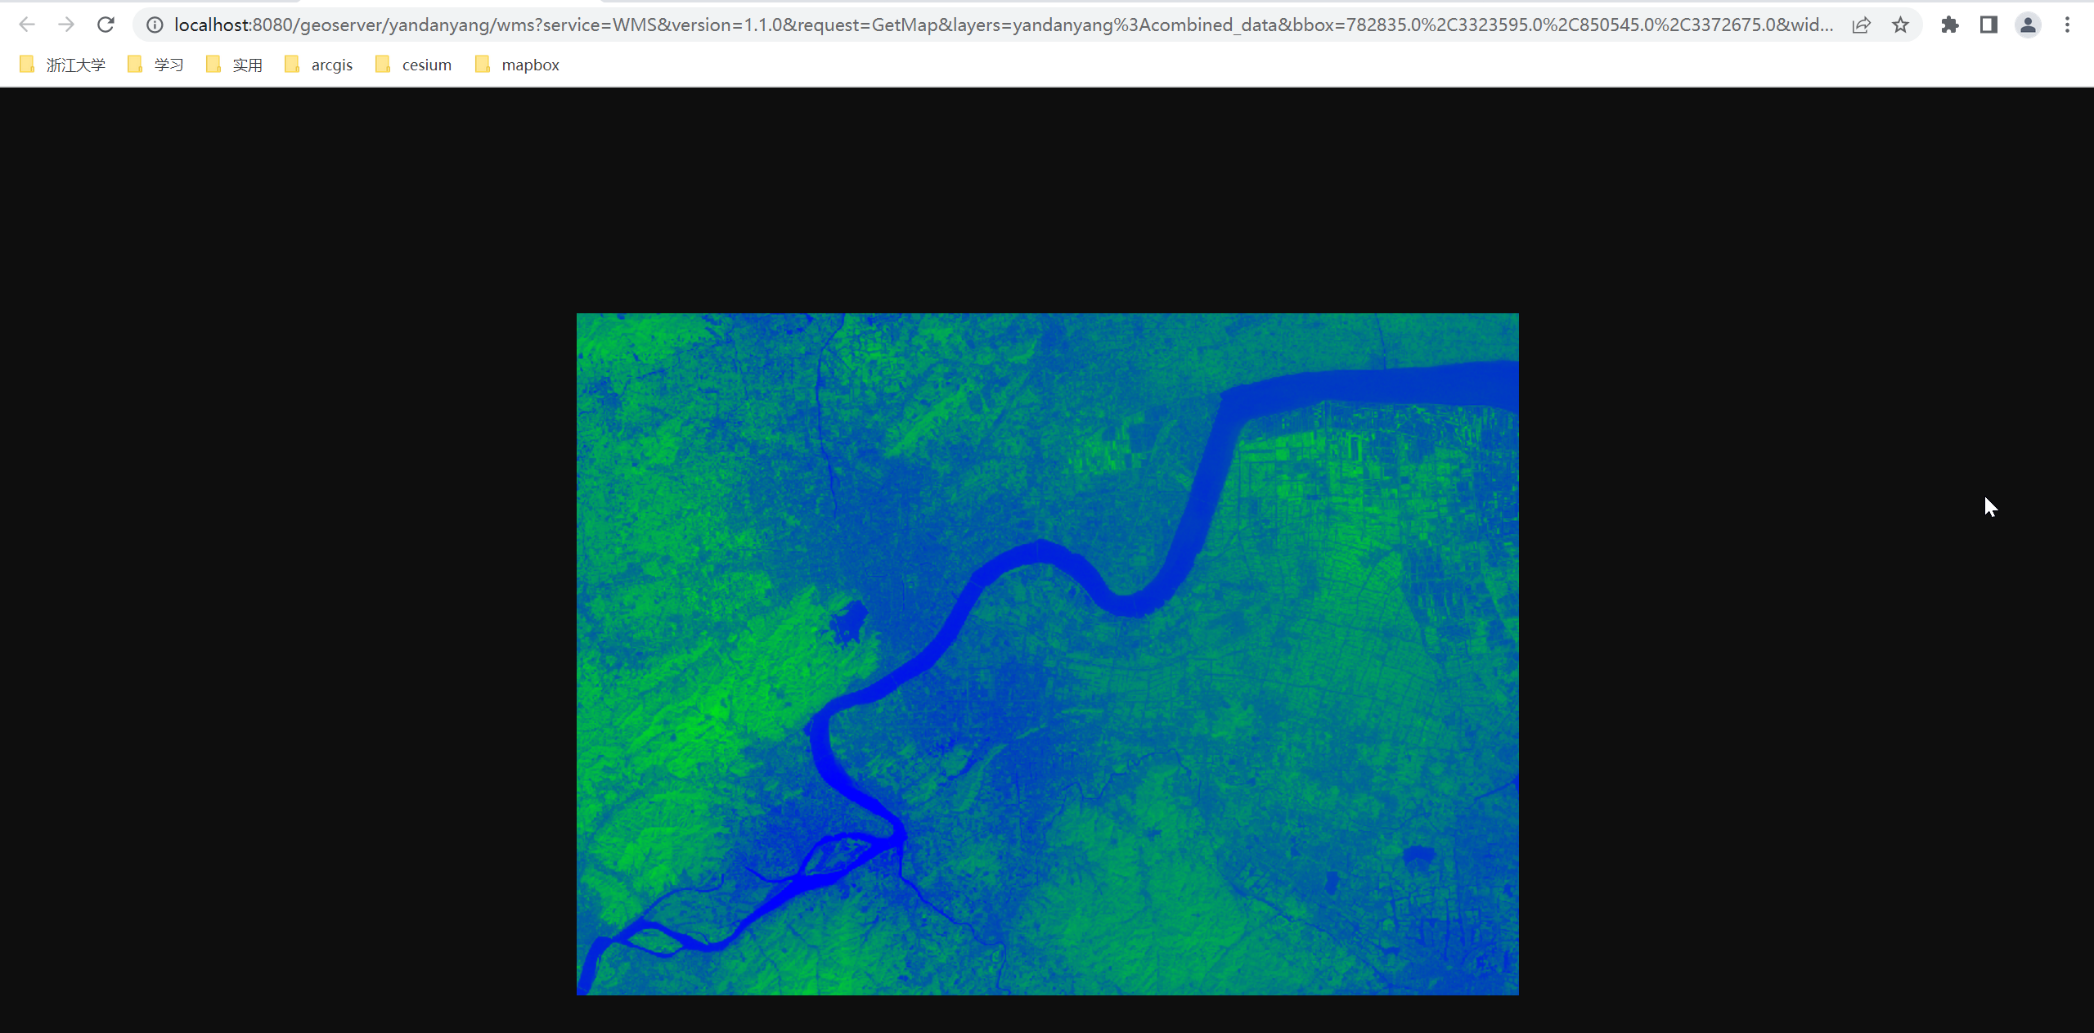 localhost:8080/geoserver/yandanyang/wms?service=WMS&version=1.1.0&request=GetMap&layers=yandanyang%3Acombined_data&bbox=782835.0%2C3323595.0%2C850545.0%2C3372675.0&wid...
浙江大学 学习 实用 arcgis cesium mapbox